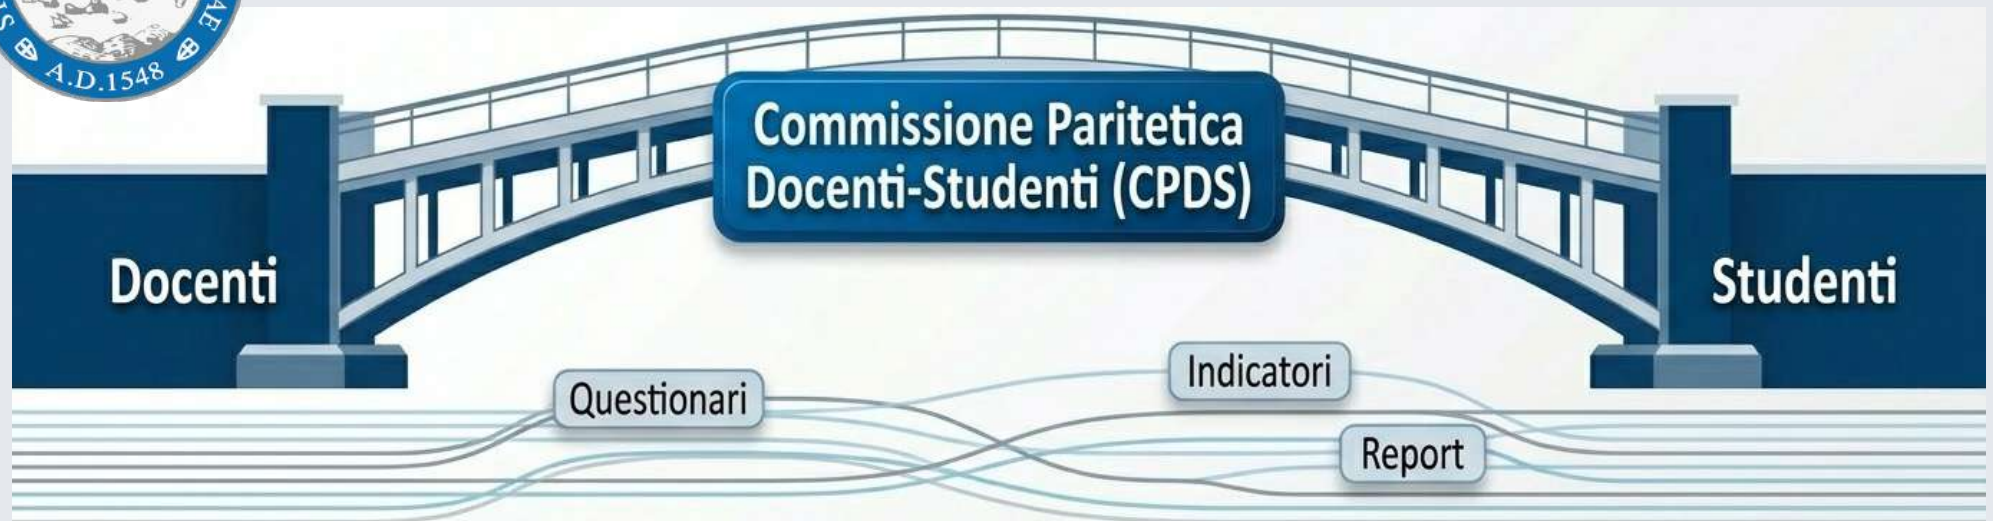 A.D.1548
Commissione Paritetica
Docenti-Studenti (CPDS)
Docenti
Studenti
Indicatori
Questionari
Report